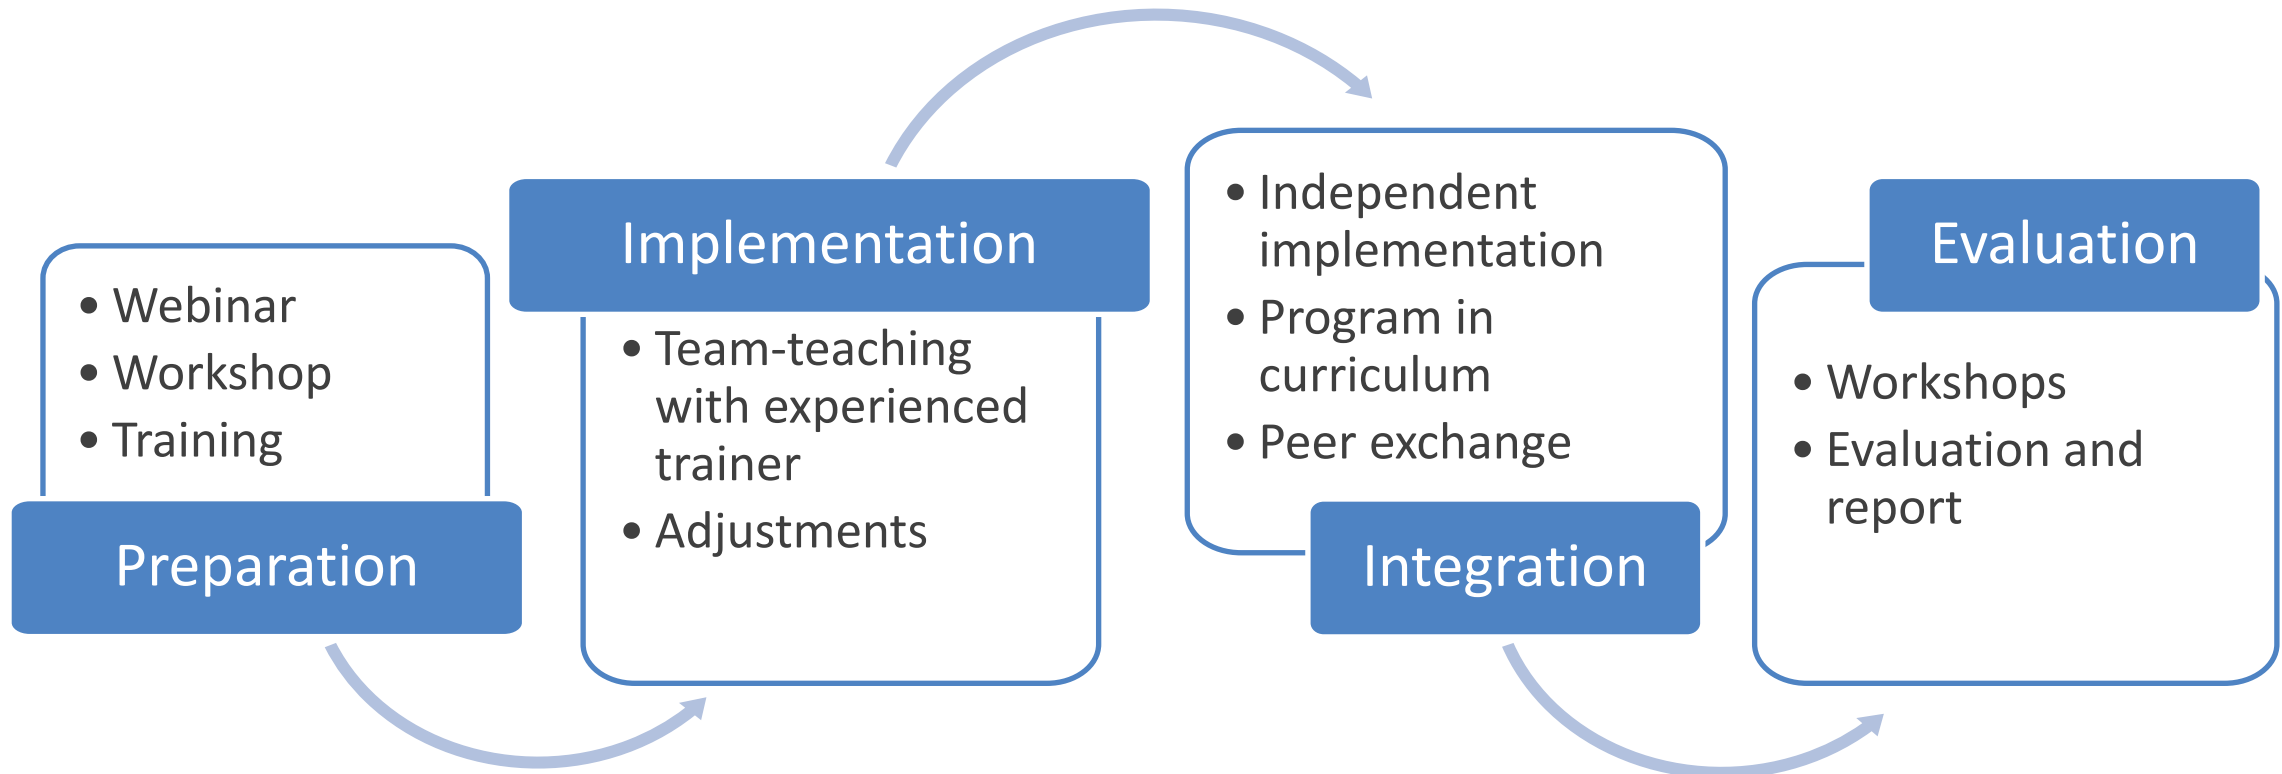 • Webinar
• Workshop
• Training
Preparation
Implementation
• Team-teaching
with experienced
trainer
• Adjustments
• Independent
implementation
• Program in
curriculum
• Peer exchange
Integration
Evaluation
• Workshops
• Evaluation and
report